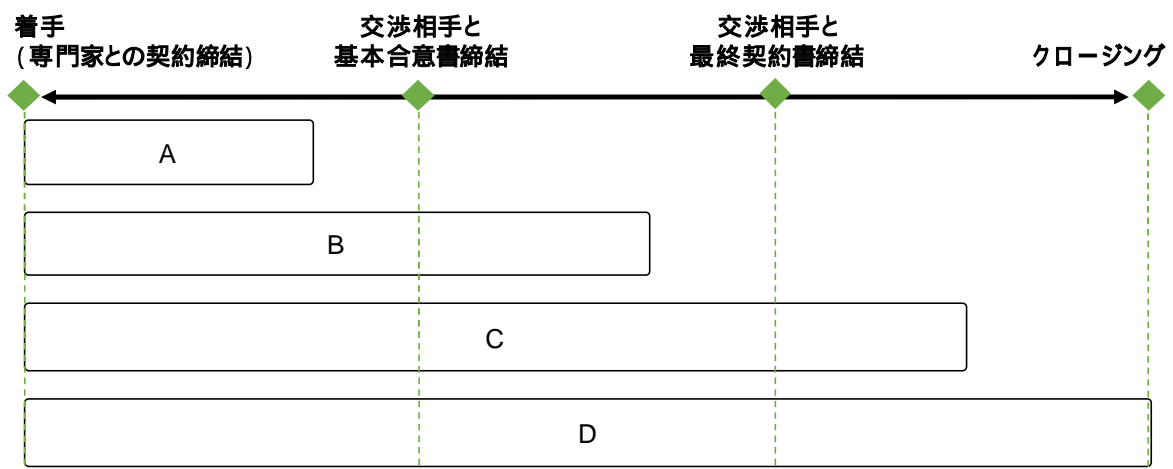 着手
(専門家との契約締結)
交渉相手と
基本合意書締結
交渉相手と
最終契約書締結
クロージング
A
B
C
D